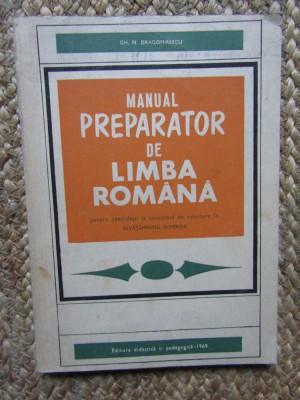 GH. N. DRAGOMIRESCU
MANUAL
PREPARATOR
DE
LIMBA
ROMÂNĂ
pentru candidații la concursul de admitere în
ÎNVĂȚĂMÎNTUL SUPERIOR
Editura didactică și pedagogică-1969